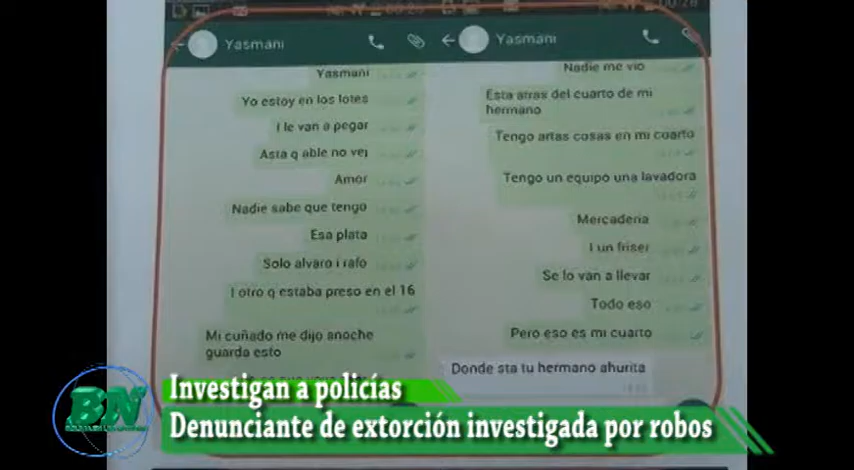 Yasmani
Yasmani
Yo estoy en los lotes
I le van a pegar
Asta q able no vej
Amor
Nadie sabe que tengo
Esa plata
Solo alvaro i rafo
I otro q estaba preso en el 16
Mi cuñado me dijo anoche
guarda esto
Yasmani
Nadie me vio
Esta atras del cuarto de mi
hermano
Tengo artas cosas en mi cuarto
Tengo un equipo una lavadora
Mercaderia
I un friser
Se lo van a llevar
Todo eso
Pero eso es mi cuarto
Donde sta tu hermano ahurita
Investigan a policías
Denunciante de extorción investigada por robos
BN